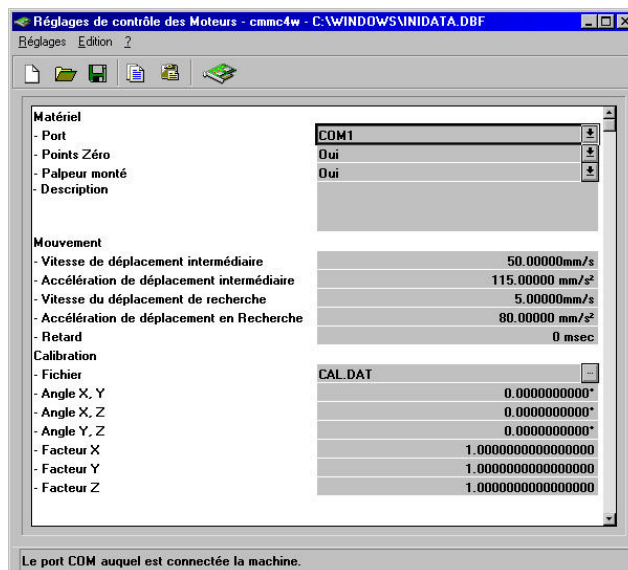 Réglages de contrôle des Moteurs - cmmc4w - C:\WINDOWS\INIDATA.DBF
Réglages Edition ?
Matériel
- Port COM1
- Points Zéro Oui
- Palpeur monté Oui
- Description
Mouvement
- Vitesse de déplacement intermédiaire 50.00000mm/s
- Accélération de déplacement intermédiaire 115.00000 mm/s²
- Vitesse du déplacement de recherche 5.00000mm/s
- Accélération de déplacement en Recherche 80.00000 mm/s²
- Retard 0 msec
Calibration
- Fichier CAL.DAT ...
- Angle X, Y 0.0000000000°
- Angle X, Z 0.0000000000°
- Angle Y, Z 0.0000000000°
- Facteur X 1.0000000000000000
- Facteur Y 1.0000000000000000
- Facteur Z 1.0000000000000000
Le port COM auquel est connectée la machine.